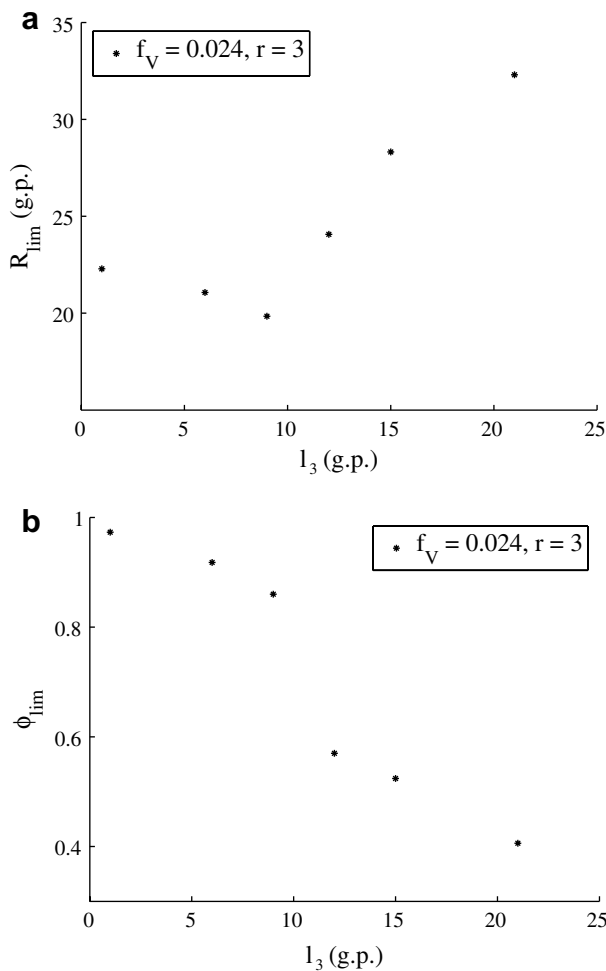 a
35
f_V = 0.024, r = 3
30
25
20
R_lim (g.p.)
0 5 10 15 20 25
l_3 (g.p.)
b
1
f_V = 0.024, r = 3
0.8
0.6
0.4
ϕ_lim
0 5 10 15 20 25
l_3 (g.p.)